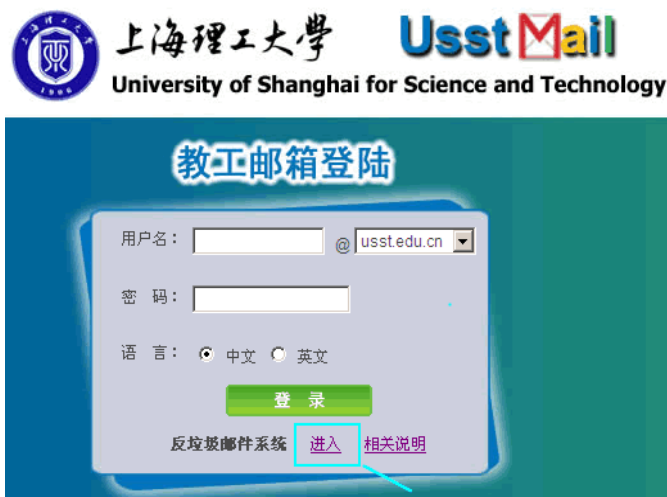 上海理工大學 Usst Mail
University of Shanghai for Science and Technology
教工邮箱登陆
用户名： @ usst.edu.cn
密 码：
语 言： 中文 英文
登 录
反垃圾邮件系统 进入 相关说明